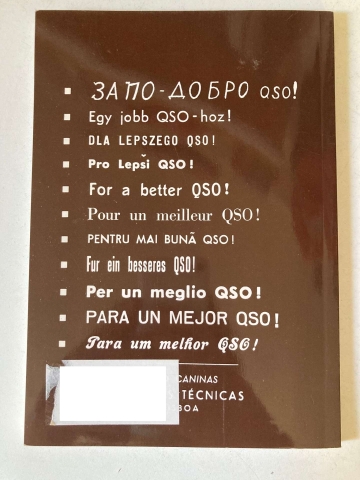 ЗА ПО-ДОБРО QSO!
Egy jobb QSO-hoz!
DLA LEPSZEGO QSO!
Pro Lepši QSO!
For a better QSO!
Pour un meilleur QSO!
PENTRU MAI BUNĂ QSO!
Fur ein besseres QSO!
Per un meglio QSO!
PARA UN MEJOR QSO!
Para um melhor QSO!
CANINAS
TÉCNICAS
BOA